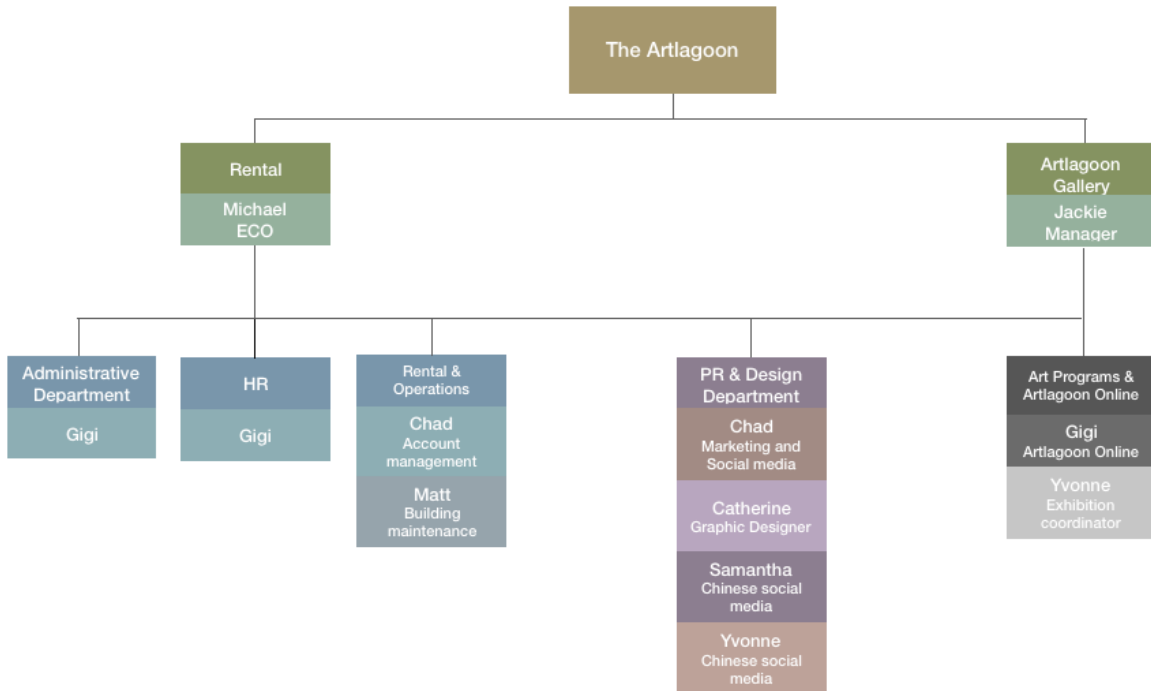 The Artlagoon
Rental
Michael
ECO
Artlagoon
Gallery
Jackie
Manager
Administrative
Department
Gigi
HR
Gigi
Rental &
Operations
Chad
Account
management
Matt
Building
maintenance
PR & Design
Department
Chad
Marketing and
Social media
Catherine
Graphic Designer
Samantha
Chinese social
media
Yvonne
Chinese social
media
Art Programs &
Artlagoon Online
Gigi
Artlagoon Online
Yvonne
Exhibition
coordinator